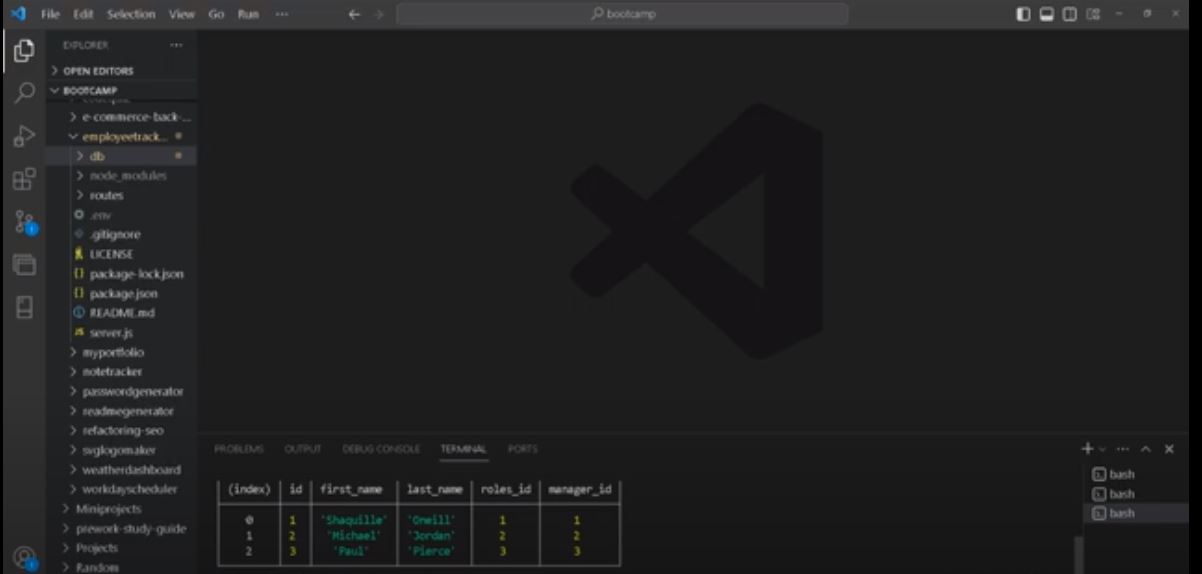 File Edit Selection View Go Run ··· bootcamp
EXPLORER ···
OPEN EDITORS
BOOTCAMP
e-commerce-back-...
employeetrack...
db
node_modules
routes
.env
.gitignore
LICENSE
package-lock.json
package.json
README.md
server.js
myportfolio
notetracker
passwordgenerator
readmegenerator
refactoring-seo
svglogomaker
weatherdashboard
workdayscheduler
Miniprojects
prework-study-guide
Projects
Random
PROBLEMS OUTPUT DEBUG CONSOLE TERMINAL PORTS
(index) id first_name last_name roles_id manager_id
0 1 'Shaquille' 'Oneill' 1 1
1 2 'Michael' 'Jordan' 2 2
2 3 'Paul' 'Pierce' 3 3
bash
bash
bash